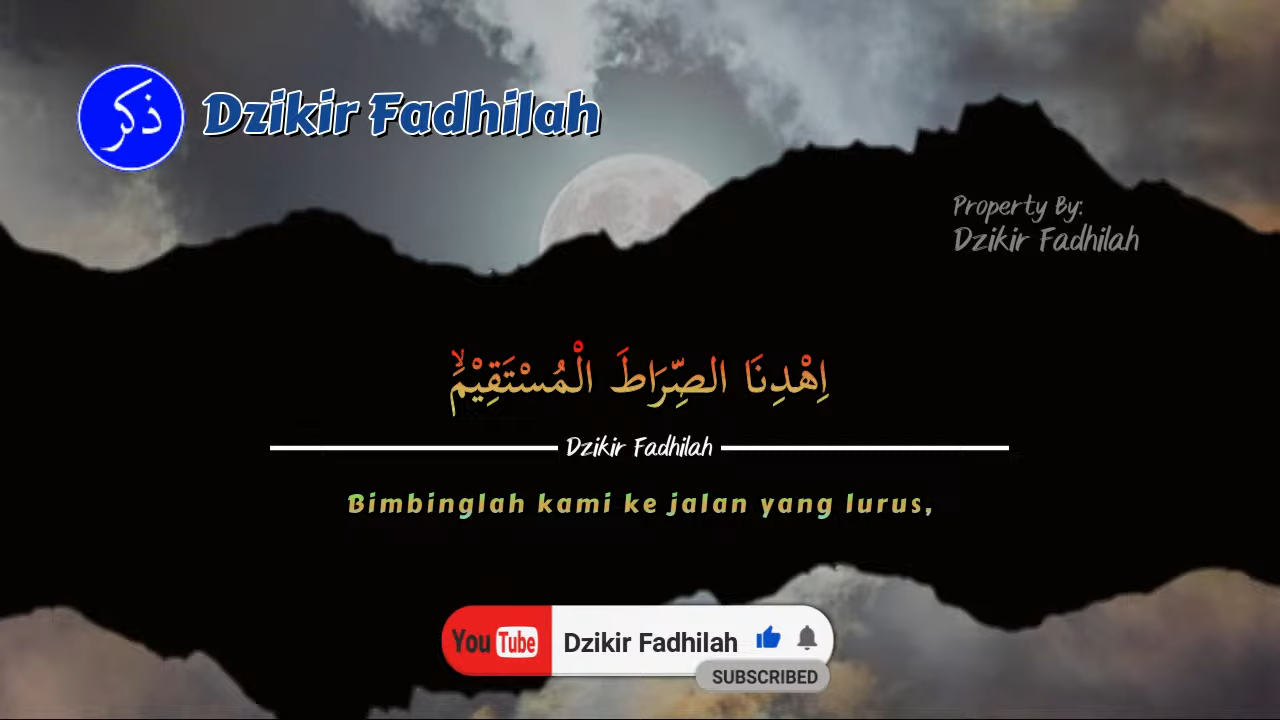 ذكر
Dzikir Fadhilah
Property By:
Dzikir Fadhilah
اِهْدِنَا الصِّرَاطَ الْمُسْتَقِيْمَۙ
Dzikir Fadhilah
Bimbinglah kami ke jalan yang lurus,
YouTube
Dzikir Fadhilah
SUBSCRIBED